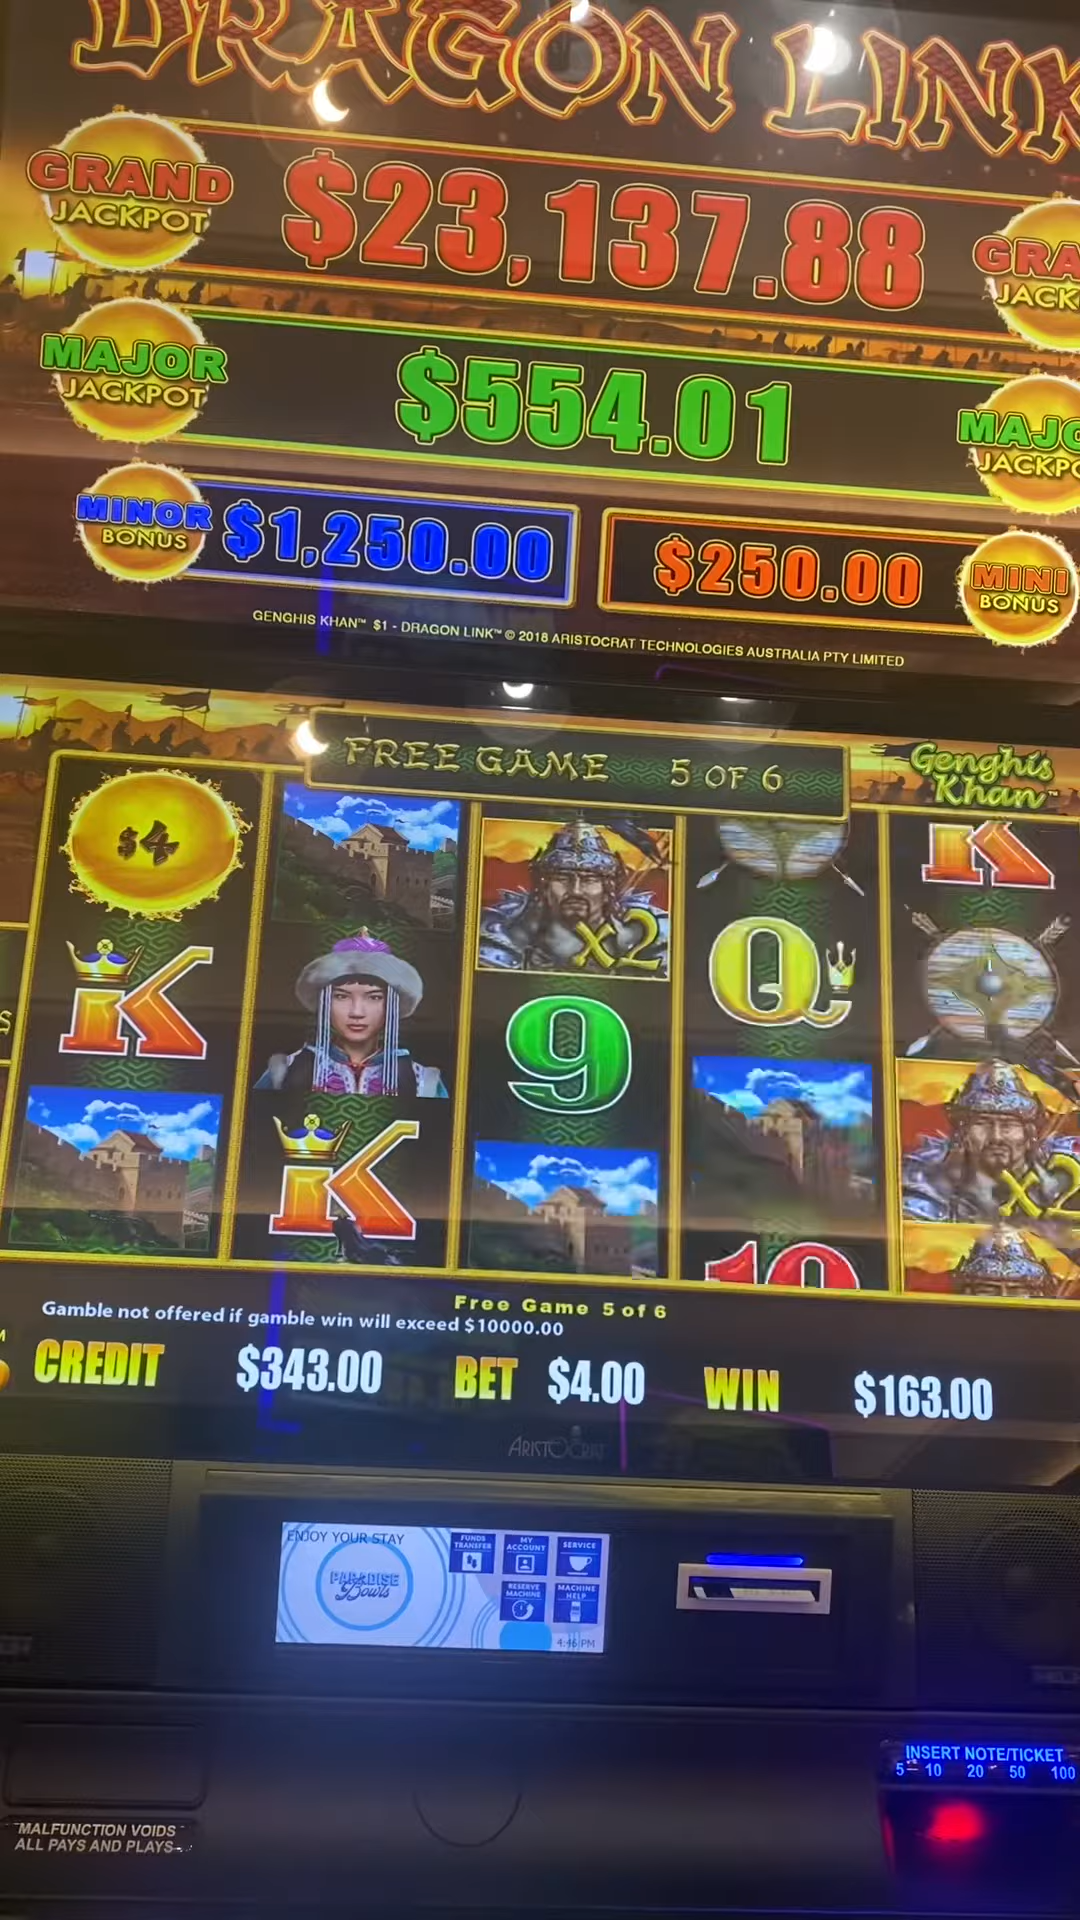 DRAGON LINK
GRAND
JACKPOT
$23,137.88
GRA
JACK
MAJOR
JACKPOT
$554.01
MAJO
JACKPO
MINOR
BONUS
$1,250.00
$250.00
MINI
BONUS
GENGHIS KHAN™ $1 - DRAGON LINK™ © 2018 ARISTOCRAT TECHNOLOGIES AUSTRALIA PTY LIMITED
FREE GAME 5 OF 6
Genghis
Khan™
$4
K
K
K
x2
9
Q
10
K
x2
Free Game 5 of 6
Gamble not offered if gamble win will exceed $10000.00
CREDIT $343.00 BET $4.00 WIN $163.00
ARISTOCRAT
ENJOY YOUR STAY
PARADISE
Bowls
FUNDS
TRANSFER
MY
ACCOUNT
SERVICE
RESERVE
MACHINE
MACHINE
HELP
4:46 PM
INSERT NOTE/TICKET
5 10 20 50 100
MALFUNCTION VOIDS
ALL PAYS AND PLAYS